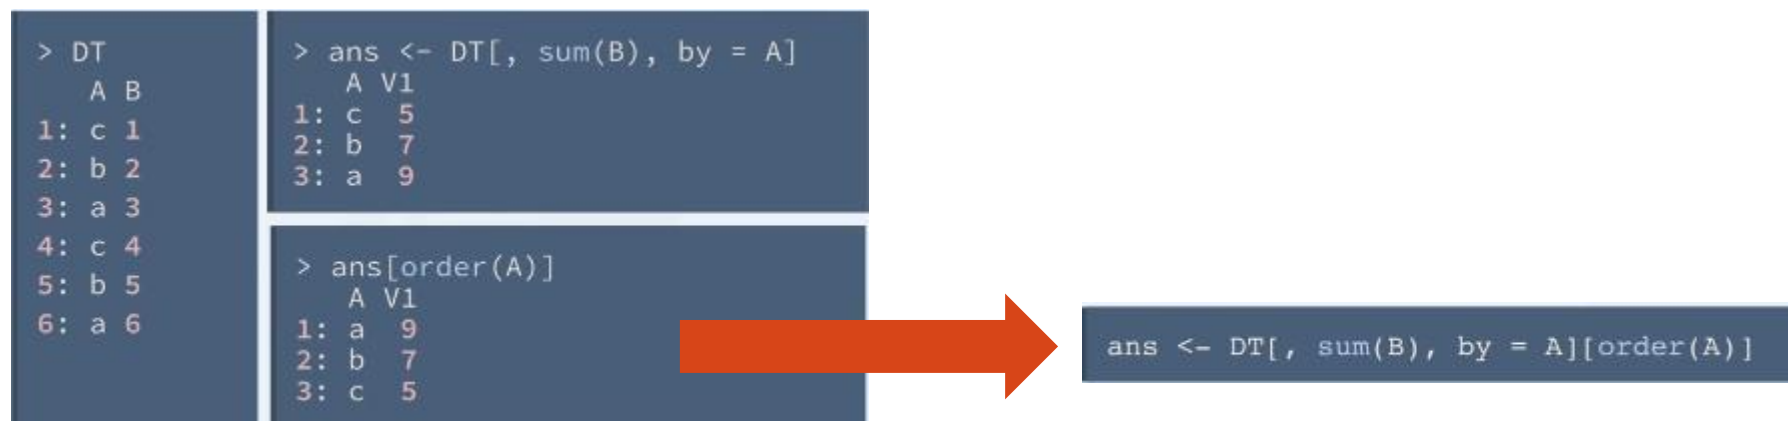 > DT
A B
1: c 1
2: b 2
3: a 3
4: c 4
5: b 5
6: a 6
> ans <- DT[, sum(B), by = A]
A V1
1: c 5
2: b 7
3: a 9
> ans[order(A)]
A V1
1: a 9
2: b 7
3: c 5
ans <- DT[, sum(B), by = A][order(A)]